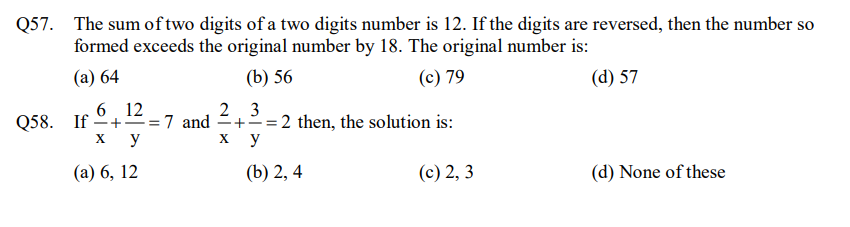 Q57. The sum of two digits of a two digits number is 12. If the digits are reversed, then the number so
formed exceeds the original number by 18. The original number is:
(a) 64 (b) 56 (c) 79 (d) 57
Q58. If 6/x + 12/y = 7 and 2/x + 3/y = 2 then, the solution is:
(a) 6, 12 (b) 2, 4 (c) 2, 3 (d) None of these